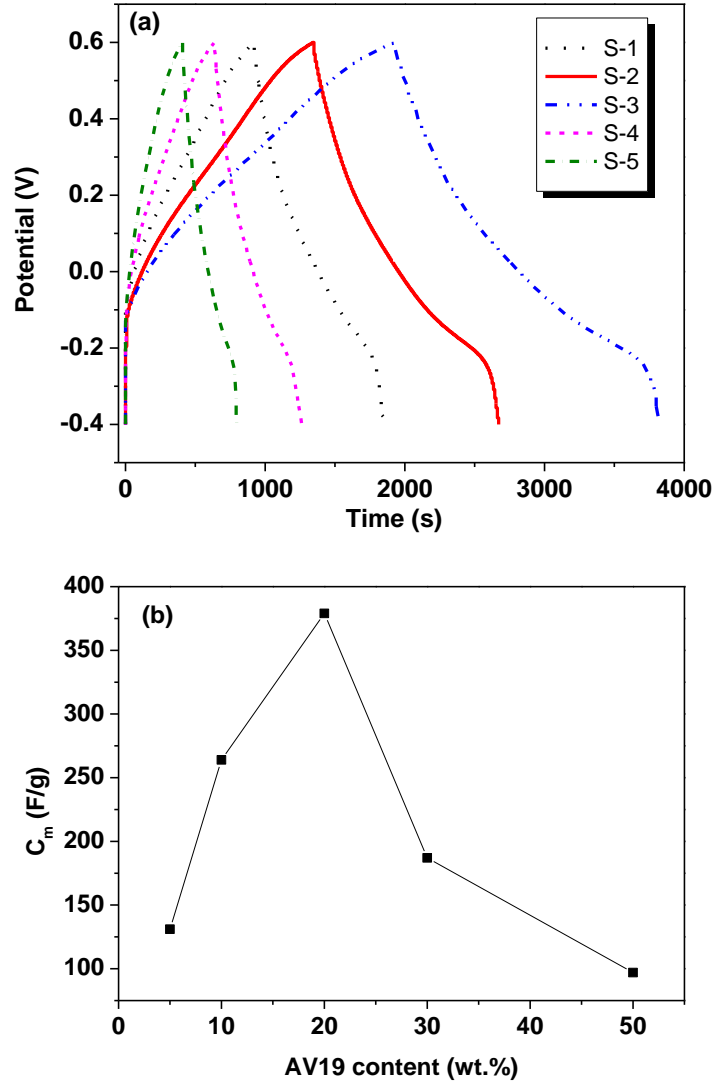 (a)
S-1
S-2
S-3
S-4
S-5
0.6
0.4
0.2
0.0
-0.2
-0.4
Potential (V)
0 1000 2000 3000 4000
Time (s)
(b)
400
350
300
250
200
150
100
Cm (F/g)
0 10 20 30 40 50
AV19 content (wt.%)